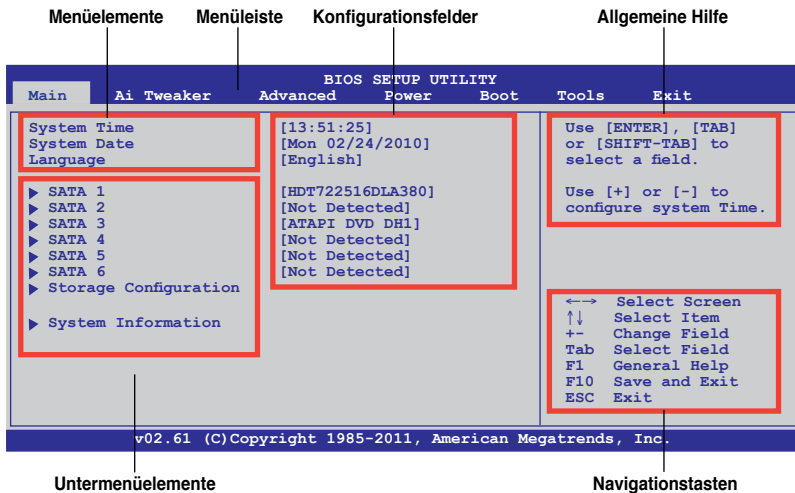 Menüelemente Menüleiste Konfigurationsfelder Allgemeine Hilfe
BIOS SETUP UTILITY
Main Ai Tweaker Advanced Power Boot Tools Exit
System Time [13:51:25]
System Date [Mon 02/24/2010]
Language [English]
▶ SATA 1 [HDT722516DLA380]
▶ SATA 2 [Not Detected]
▶ SATA 3 [ATAPI DVD DH1]
▶ SATA 4 [Not Detected]
▶ SATA 5 [Not Detected]
▶ SATA 6 [Not Detected]
▶ Storage Configuration
▶ System Information
Use [ENTER], [TAB]
or [SHIFT-TAB] to
select a field.
Use [+] or [-] to
configure system Time.
←→ Select Screen
↑↓ Select Item
+- Change Field
Tab Select Field
F1 General Help
F10 Save and Exit
ESC Exit
v02.61 (C)Copyright 1985-2011, American Megatrends, Inc.
Untermenüelemente Navigationstasten